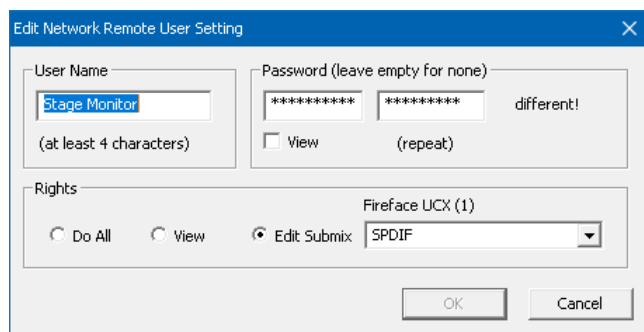 Edit Network Remote User Setting
User Name
Password (leave empty for none)
Stage Monitor
**********
*********
different!
(at least 4 characters)
View
(repeat)
Rights
Fireface UCX (1)
Do All
View
Edit Submix
SPDIF
OK
Cancel